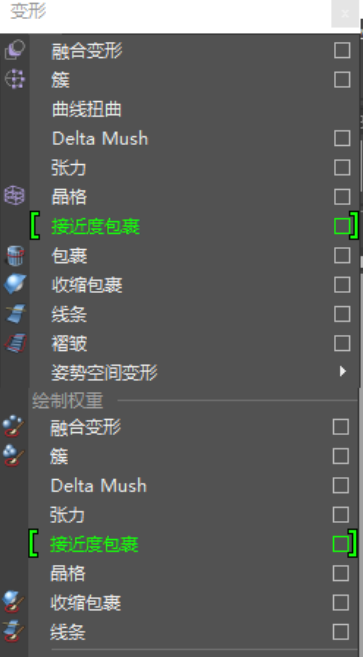 变形
融合变形
簇
曲线扭曲
Delta Mush
张力
晶格
接近度包裹
包裹
收缩包裹
线条
褶皱
姿势空间变形
绘制权重
融合变形
簇
Delta Mush
张力
接近度包裹
晶格
收缩包裹
线条